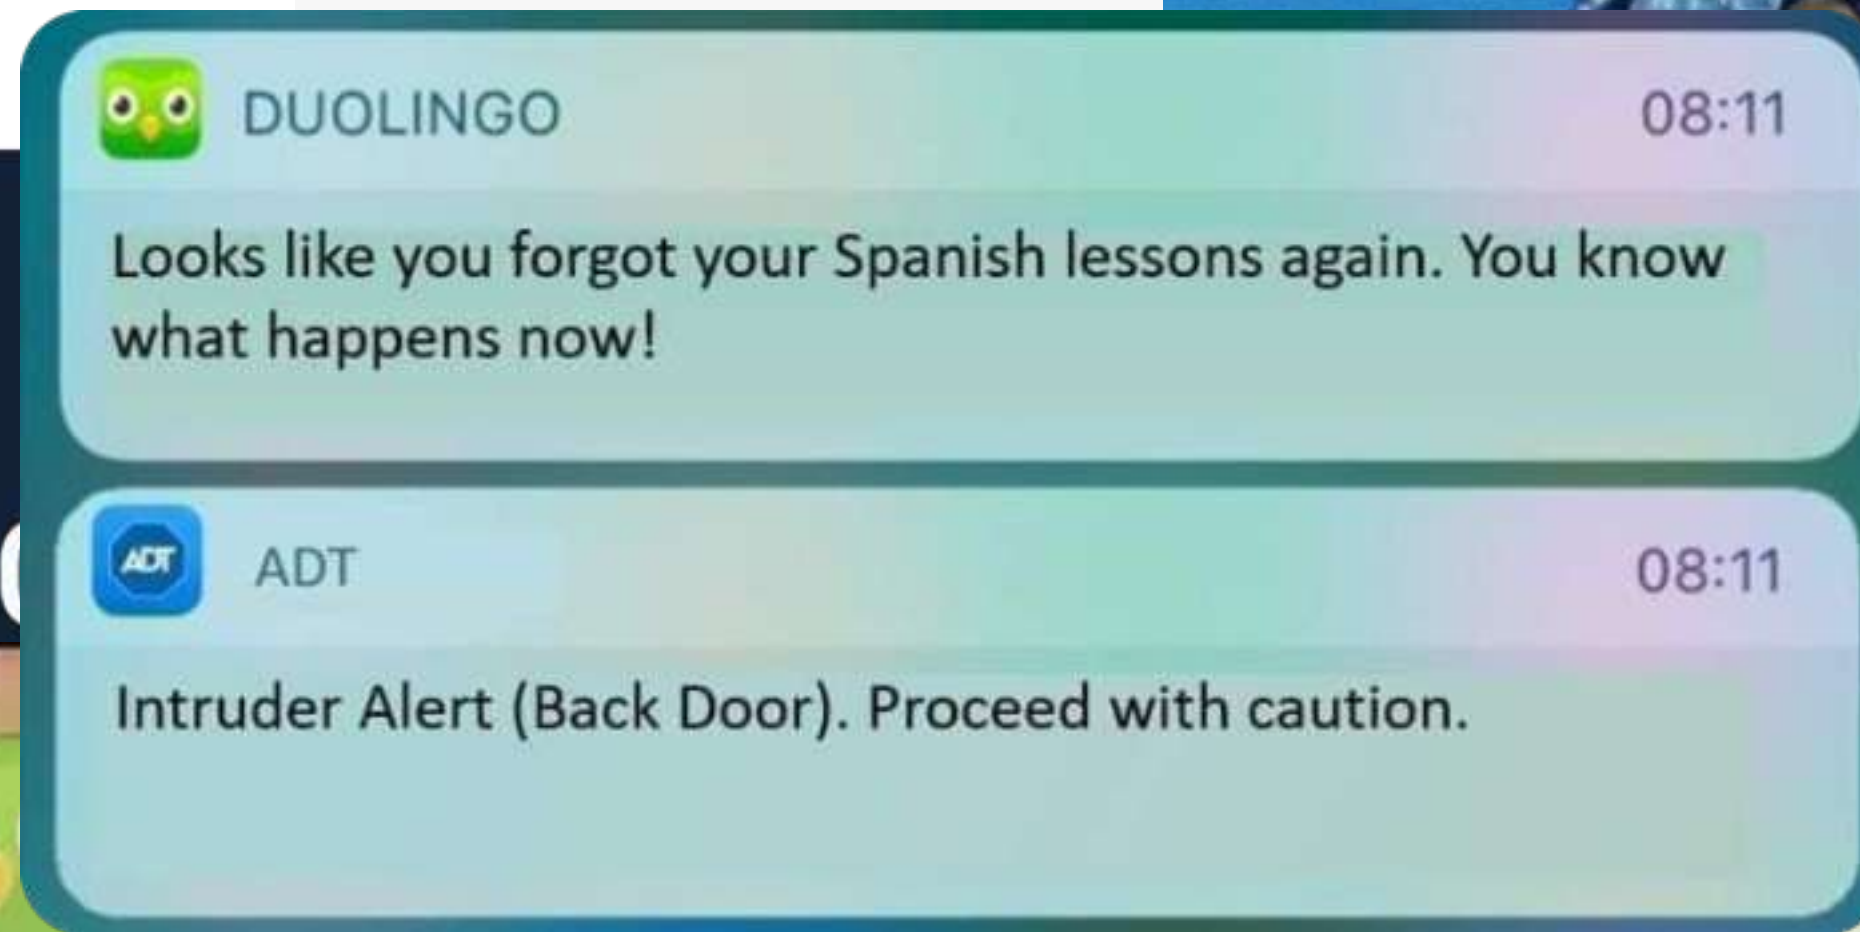 DUOLINGO 08:11
Looks like you forgot your Spanish lessons again. You know
what happens now!
ADT ADT 08:11
Intruder Alert (Back Door). Proceed with caution.